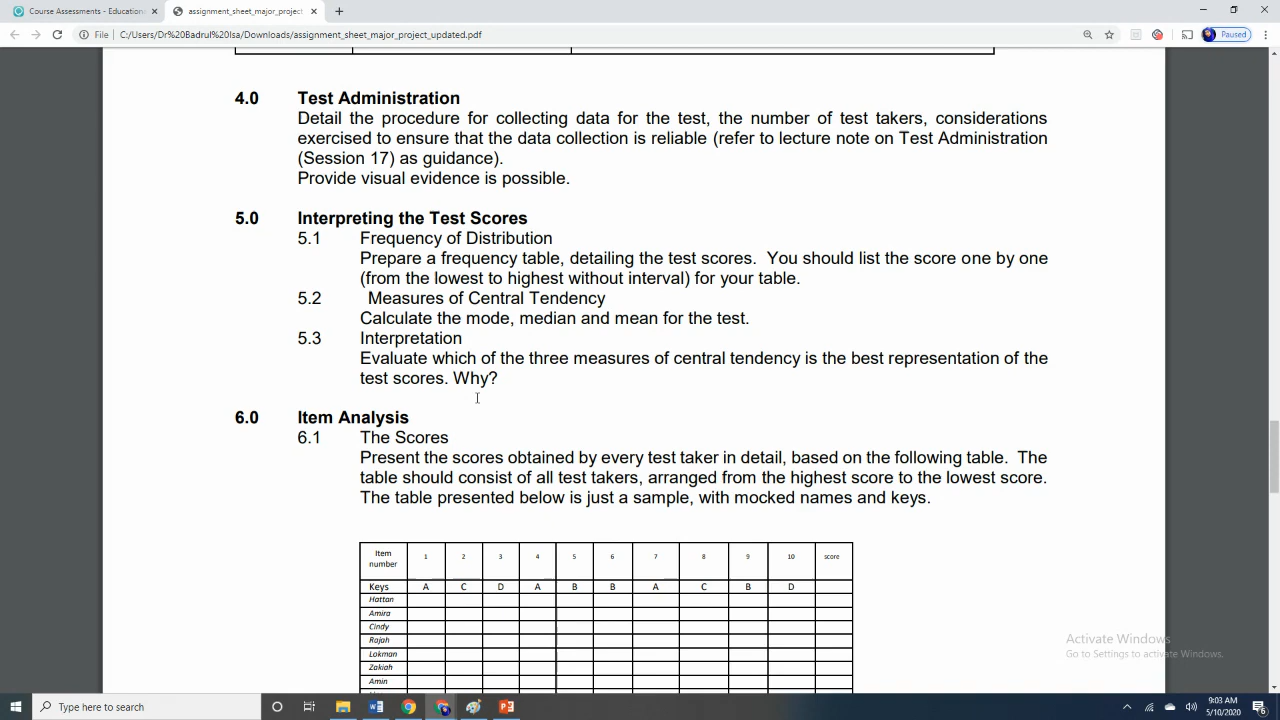 Course Assessments - Education
assignment_sheet_major_project_
File
C:/Users/Dr%20Badrul%20Isa/Downloads/assignment_sheet_major_project_updated.pdf
Paused
4.0 Test Administration
Detail the procedure for collecting data for the test, the number of test takers, considerations
exercised to ensure that the data collection is reliable (refer to lecture note on Test Administration
(Session 17) as guidance).
Provide visual evidence is possible.
5.0 Interpreting the Test Scores
5.1 Frequency of Distribution
Prepare a frequency table, detailing the test scores. You should list the score one by one
(from the lowest to highest without interval) for your table.
5.2 Measures of Central Tendency
Calculate the mode, median and mean for the test.
5.3 Interpretation
Evaluate which of the three measures of central tendency is the best representation of the
test scores. Why?
6.0 Item Analysis
6.1 The Scores
Present the scores obtained by every test taker in detail, based on the following table. The
table should consist of all test takers, arranged from the highest score to the lowest score.
The table presented below is just a sample, with mocked names and keys.
Item number 1 2 3 4 5 6 7 8 9 10 score
Keys A C D A B B A C B D
Hattan
Amira
Cindy
Rajah
Lokman
Zakiah
Amin
Activate Windows
Go to Settings to activate Windows.
Type here to search
9:03 AM
5/10/2020